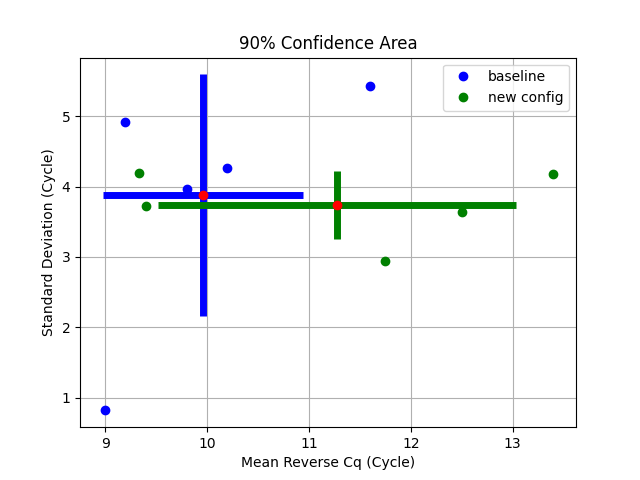 90% Confidence Area
baseline
new config
Standard Deviation (Cycle)
5
4
3
2
1
9 10 11 12 13
Mean Reverse Cq (Cycle)